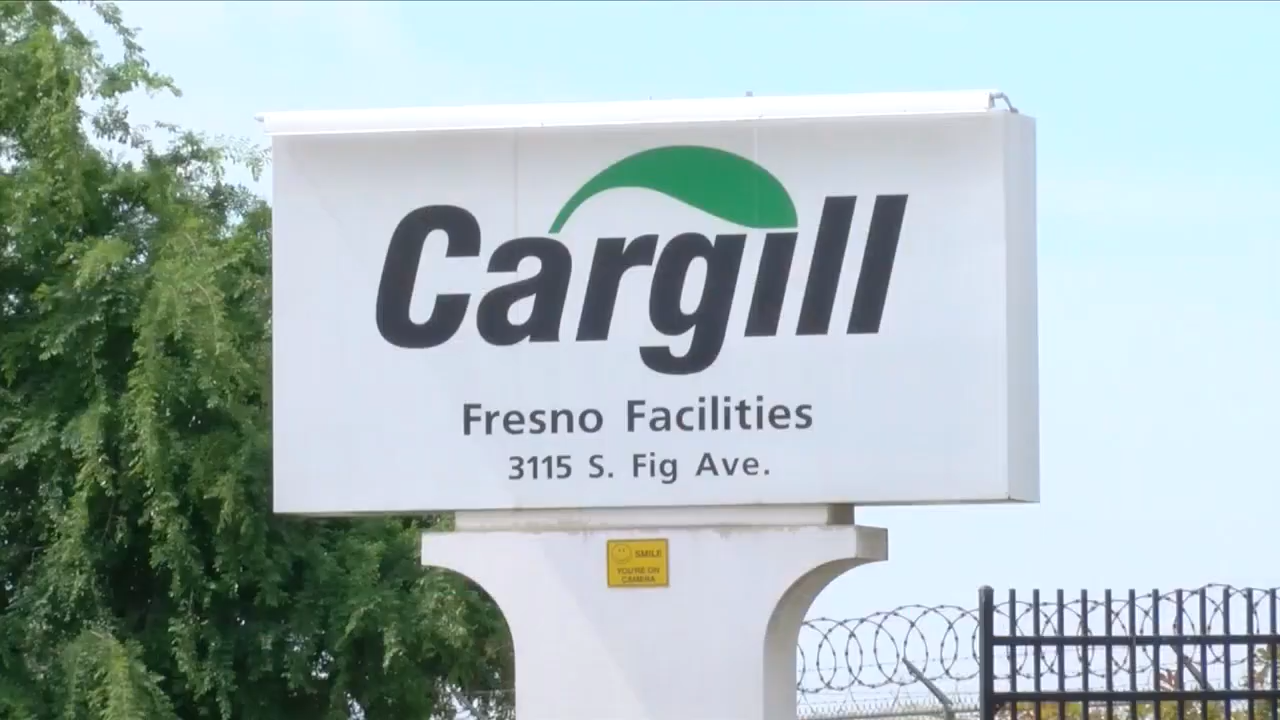 Cargill
Fresno Facilities
3115 S. Fig Ave.
SMILE
YOU'RE ON
CAMERA